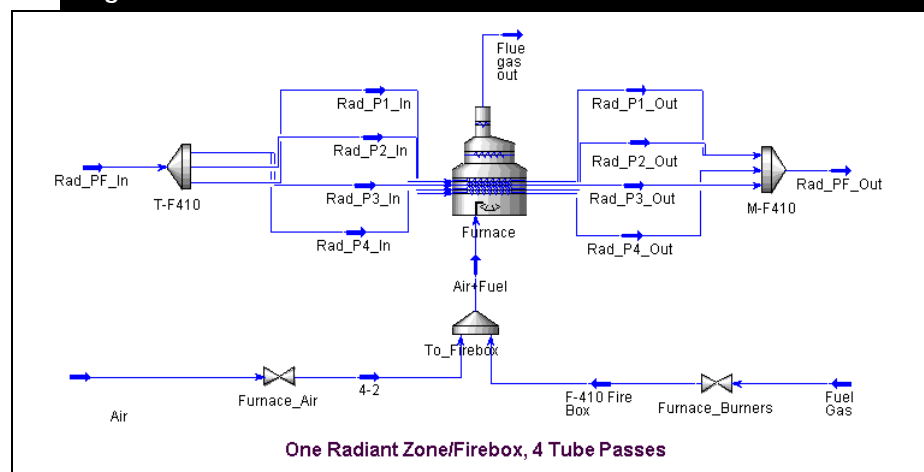 Flue
gas
out
Rad_P1_In
Rad_P1_Out
Rad_P2_In
Rad_P2_Out
Rad_PF_In
Rad_PF_Out
T-F410
Rad_P3_In
Rad_P3_Out
M-F410
Furnace
Rad_P4_In
Rad_P4_Out
Air+Fuel
To_Firebox
4-2
Furnace_Air
F-410 Fire
Box
Furnace_Burners
Fuel
Gas
Air
One Radiant Zone/Firebox, 4 Tube Passes